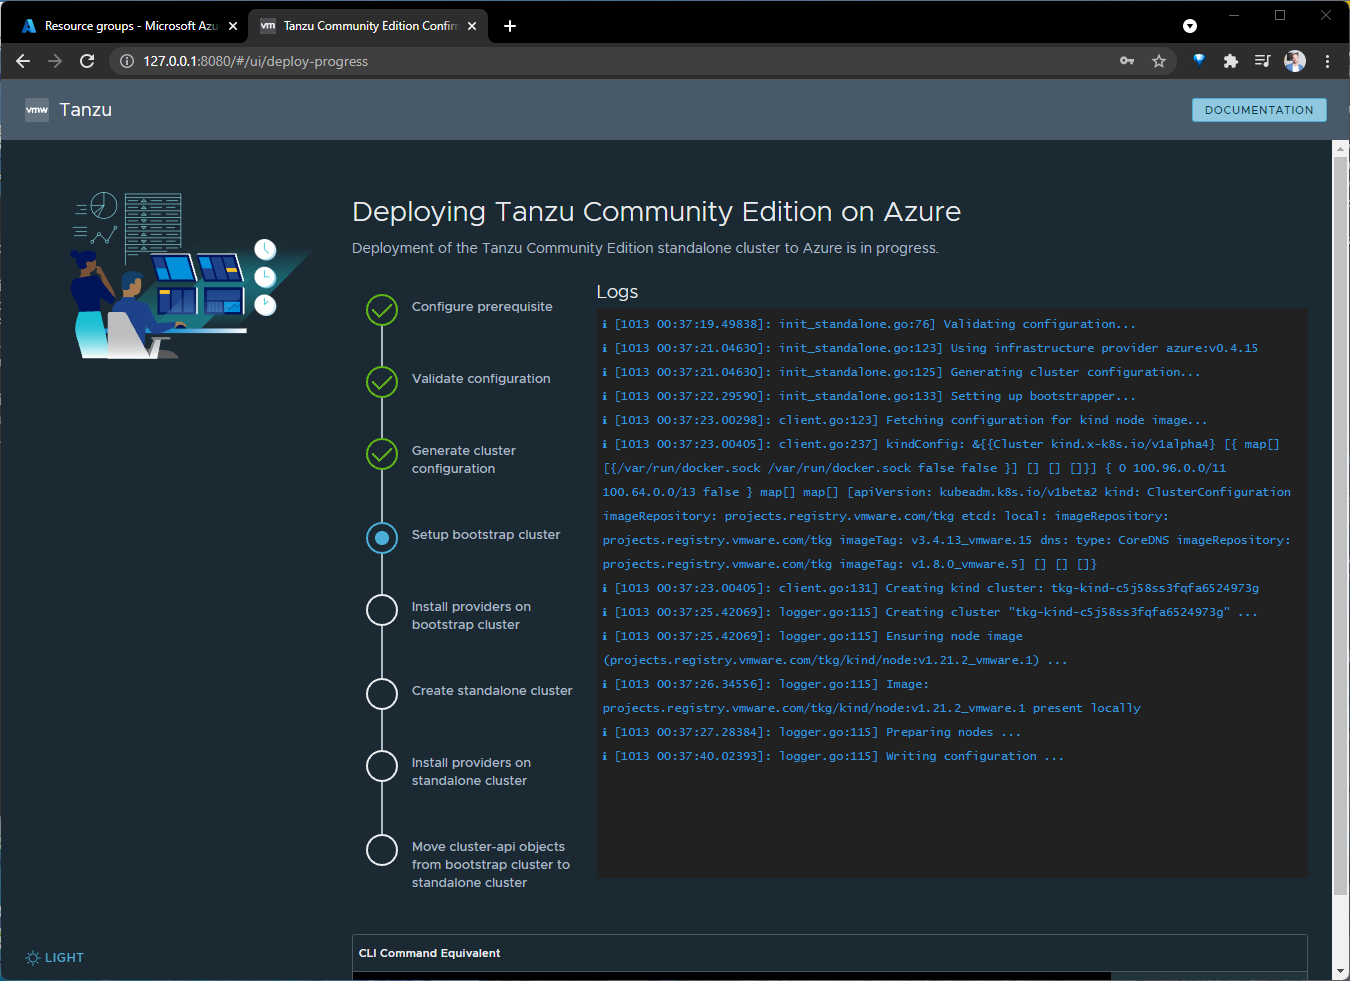 Resource groups - Microsoft Azu
Tanzu Community Edition Confir
127.0.0.1:8080/#/ui/deploy-progress
vmw Tanzu
DOCUMENTATION
Deploying Tanzu Community Edition on Azure
Deployment of the Tanzu Community Edition standalone cluster to Azure is in progress.
Configure prerequisite
Validate configuration
Generate cluster
configuration
Setup bootstrap cluster
Install providers on
bootstrap cluster
Create standalone cluster
Install providers on
standalone cluster
Move cluster-api objects
from bootstrap cluster to
standalone cluster
Logs
ℹ [1013 00:37:19.49838]: init_standalone.go:76] Validating configuration...
ℹ [1013 00:37:21.04630]: init_standalone.go:123] Using infrastructure provider azure:v0.4.15
ℹ [1013 00:37:21.04630]: init_standalone.go:125] Generating cluster configuration...
ℹ [1013 00:37:22.29590]: init_standalone.go:133] Setting up bootstrapper...
ℹ [1013 00:37:23.00298]: client.go:123] Fetching configuration for kind node image...
ℹ [1013 00:37:23.00405]: client.go:237] kindConfig: &{{Cluster kind.x-k8s.io/v1alpha4} [{ map[]
[{/var/run/docker.sock /var/run/docker.sock false false }] [] [] []}] { 0 100.96.0.0/11
100.64.0.0/13 false } map[] map[] [apiVersion: kubeadm.k8s.io/v1beta2 kind: ClusterConfiguration
imageRepository: projects.registry.vmware.com/tkg etcd: local: imageRepository:
projects.registry.vmware.com/tkg imageTag: v3.4.13_vmware.15 dns: type: CoreDNS imageRepository:
projects.registry.vmware.com/tkg imageTag: v1.8.0_vmware.5] [] [] []}
ℹ [1013 00:37:23.00405]: client.go:131] Creating kind cluster: tkg-kind-c5j58ss3fqfa6524973g
ℹ [1013 00:37:25.42069]: logger.go:115] Creating cluster "tkg-kind-c5j58ss3fqfa6524973g" ...
ℹ [1013 00:37:25.42069]: logger.go:115] Ensuring node image
(projects.registry.vmware.com/tkg/kind/node:v1.21.2_vmware.1) ...
ℹ [1013 00:37:26.34556]: logger.go:115] Image:
projects.registry.vmware.com/tkg/kind/node:v1.21.2_vmware.1 present locally
ℹ [1013 00:37:27.28384]: logger.go:115] Preparing nodes ...
ℹ [1013 00:37:40.02393]: logger.go:115] Writing configuration ...
LIGHT
CLI Command Equivalent